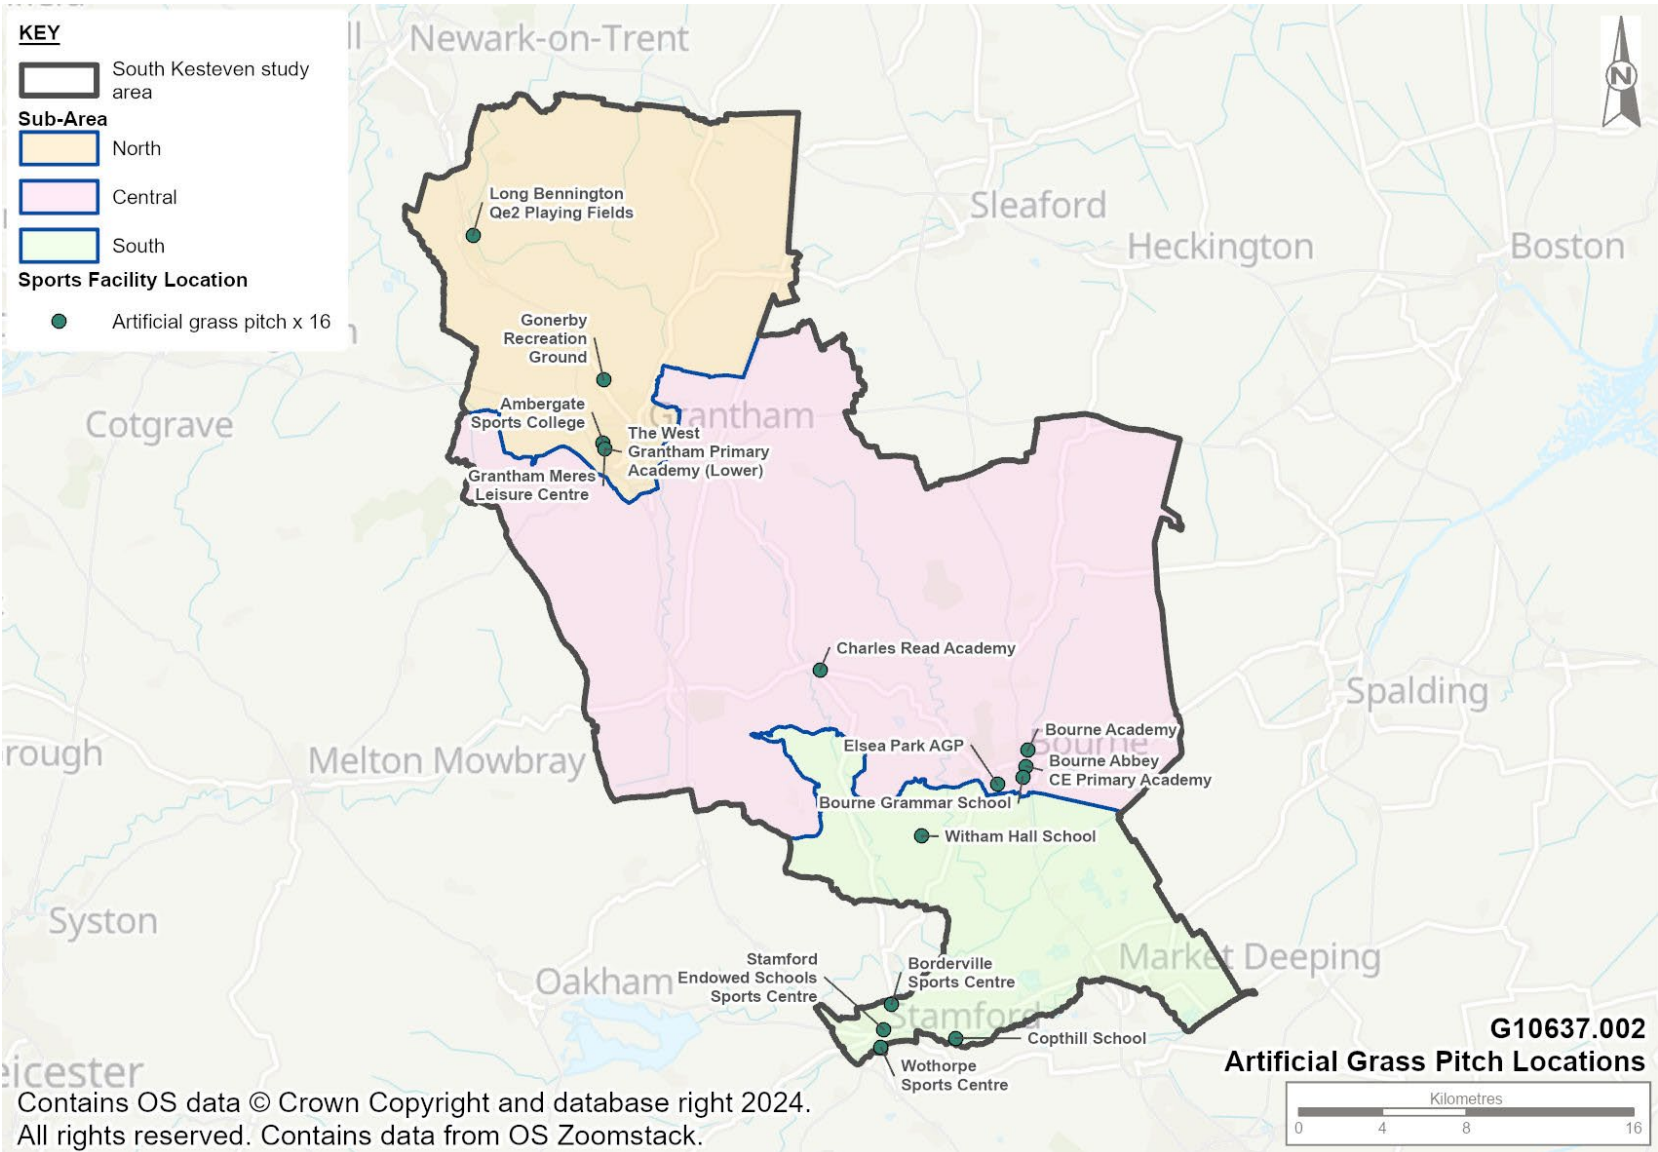 KEY
South Kesteven study
area
Sub-Area
North
Central
South
Sports Facility Location
Artificial grass pitch x 16
ll
Newark-on-Trent
N
Sleaford
Heckington
Boston
Long Bennington
Qe2 Playing Fields
Gonerby
Recreation
Ground
Cotgrave
Ambergate
Sports College
Grantham
The West
Grantham Primary
Academy (Lower)
Grantham Meres
Leisure Centre
Charles Read Academy
Spalding
rough
Melton Mowbray
Elsea Park AGP
Bourne Academy
Bourne
Bourne Abbey
CE Primary Academy
Bourne Grammar School
Witham Hall School
Syston
Oakham
Market Deeping
Stamford
Endowed Schools
Sports Centre
Borderville
Sports Centre
Stamford
Copthill School
Wothorpe
Sports Centre
eicester
G10637.002
Artificial Grass Pitch Locations
Kilometres
0 4 8 16
Contains OS data © Crown Copyright and database right 2024.
All rights reserved. Contains data from OS Zoomstack.